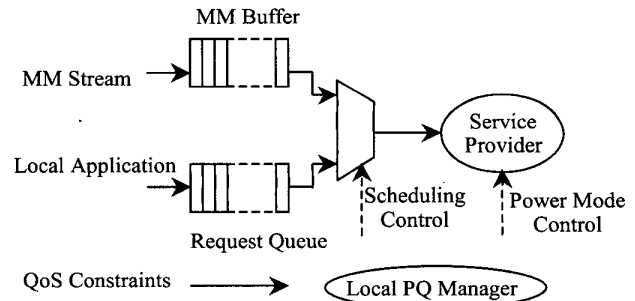 MM Buffer
MM Stream
Service
Provider
Local Application
Scheduling
Control
Power Mode
Control
Request Queue
QoS Constraints
Local PQ Manager